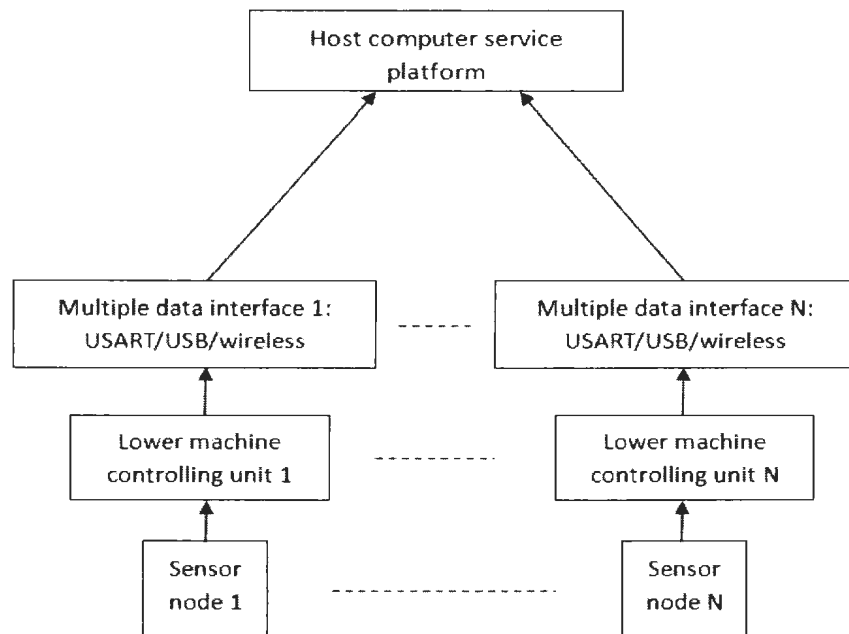 Host computer service
platform
Multiple data interface 1:
USART/USB/wireless
Multiple data interface N:
USART/USB/wireless
Lower machine
controlling unit 1
Lower machine
controlling unit N
Sensor
node 1
Sensor
node N